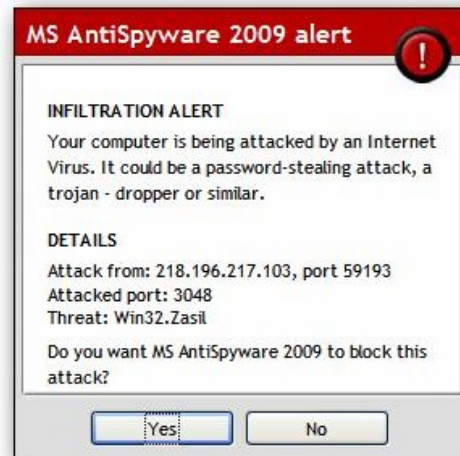 MS AntiSpyware 2009 alert
!
INFILTRATION ALERT
Your computer is being attacked by an Internet
Virus. It could be a password-stealing attack, a
trojan - dropper or similar.
DETAILS
Attack from: 218.196.217.103, port 59193
Attacked port: 3048
Threat: Win32.Zasil
Do you want MS AntiSpyware 2009 to block this
attack?
Yes No